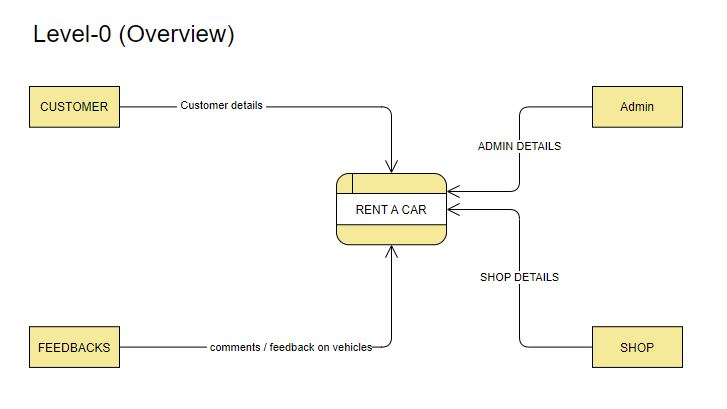 Level-0 (Overview)
CUSTOMER
Customer details
Admin
ADMIN DETAILS
RENT A CAR
SHOP DETAILS
FEEDBACKS
comments / feedback on vehicles
SHOP